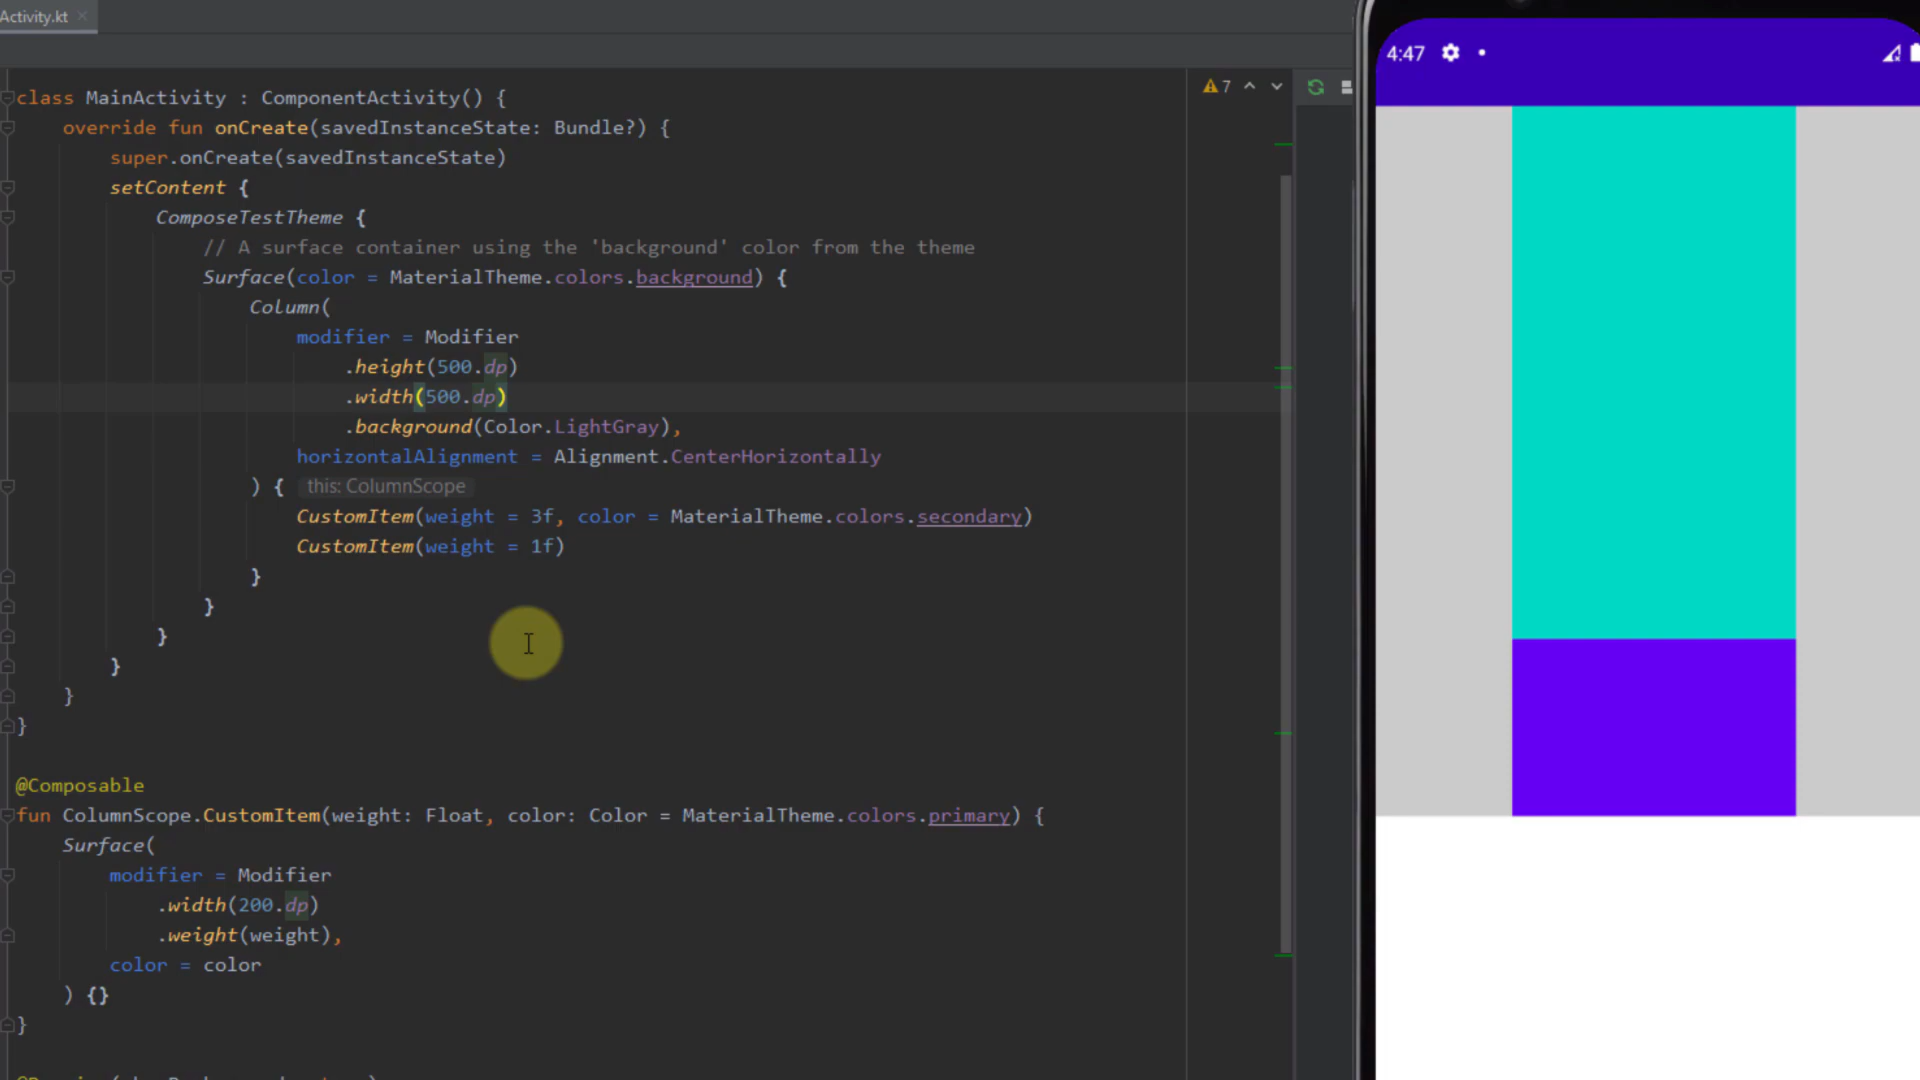 Activity.kt
4:47
7
class MainActivity : ComponentActivity() {
override fun onCreate(savedInstanceState: Bundle?) {
super.onCreate(savedInstanceState)
setContent {
ComposeTestTheme {
// A surface container using the 'background' color from the theme
Surface(color = MaterialTheme.colors.background) {
Column(
modifier = Modifier
.height(500.dp)
.width(500.dp)
.background(Color.LightGray),
horizontalAlignment = Alignment.CenterHorizontally
) { this: ColumnScope
CustomItem(weight = 3f, color = MaterialTheme.colors.secondary)
CustomItem(weight = 1f)
}
}
}
}
}
}
@Composable
fun ColumnScope.CustomItem(weight: Float, color: Color = MaterialTheme.colors.primary) {
Surface(
modifier = Modifier
.width(200.dp)
.weight(weight),
color = color
) {}
}